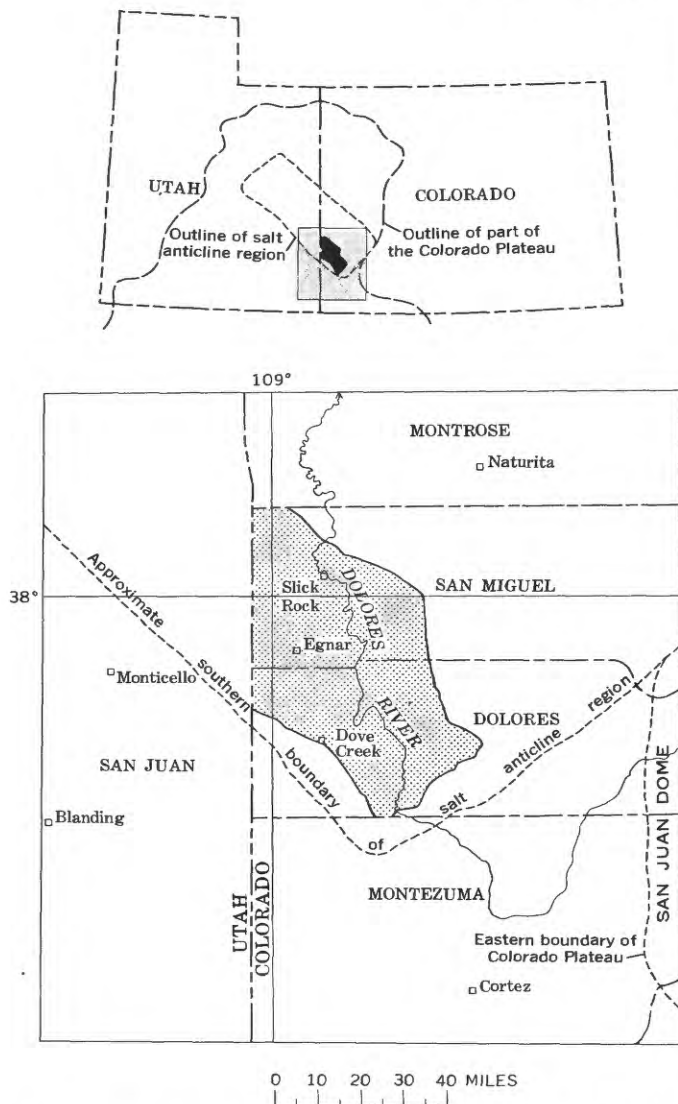 UTAH
COLORADO
Outline of salt
anticline region
Outline of part of
the Colorado Plateau
109°
MONTROSE
Naturita
38°
Approximate
southern
boundary
of
salt
anticline
region
Slick
Rock
DOLORES
RIVER
SAN MIGUEL
Egnar
Monticello
DOLORES
Dove
Creek
SAN JUAN
Blanding
MONTEZUMA
SAN JUAN DOME
UTAH
COLORADO
Eastern boundary of
Colorado Plateau
Cortez
0 10 20 30 40 MILES